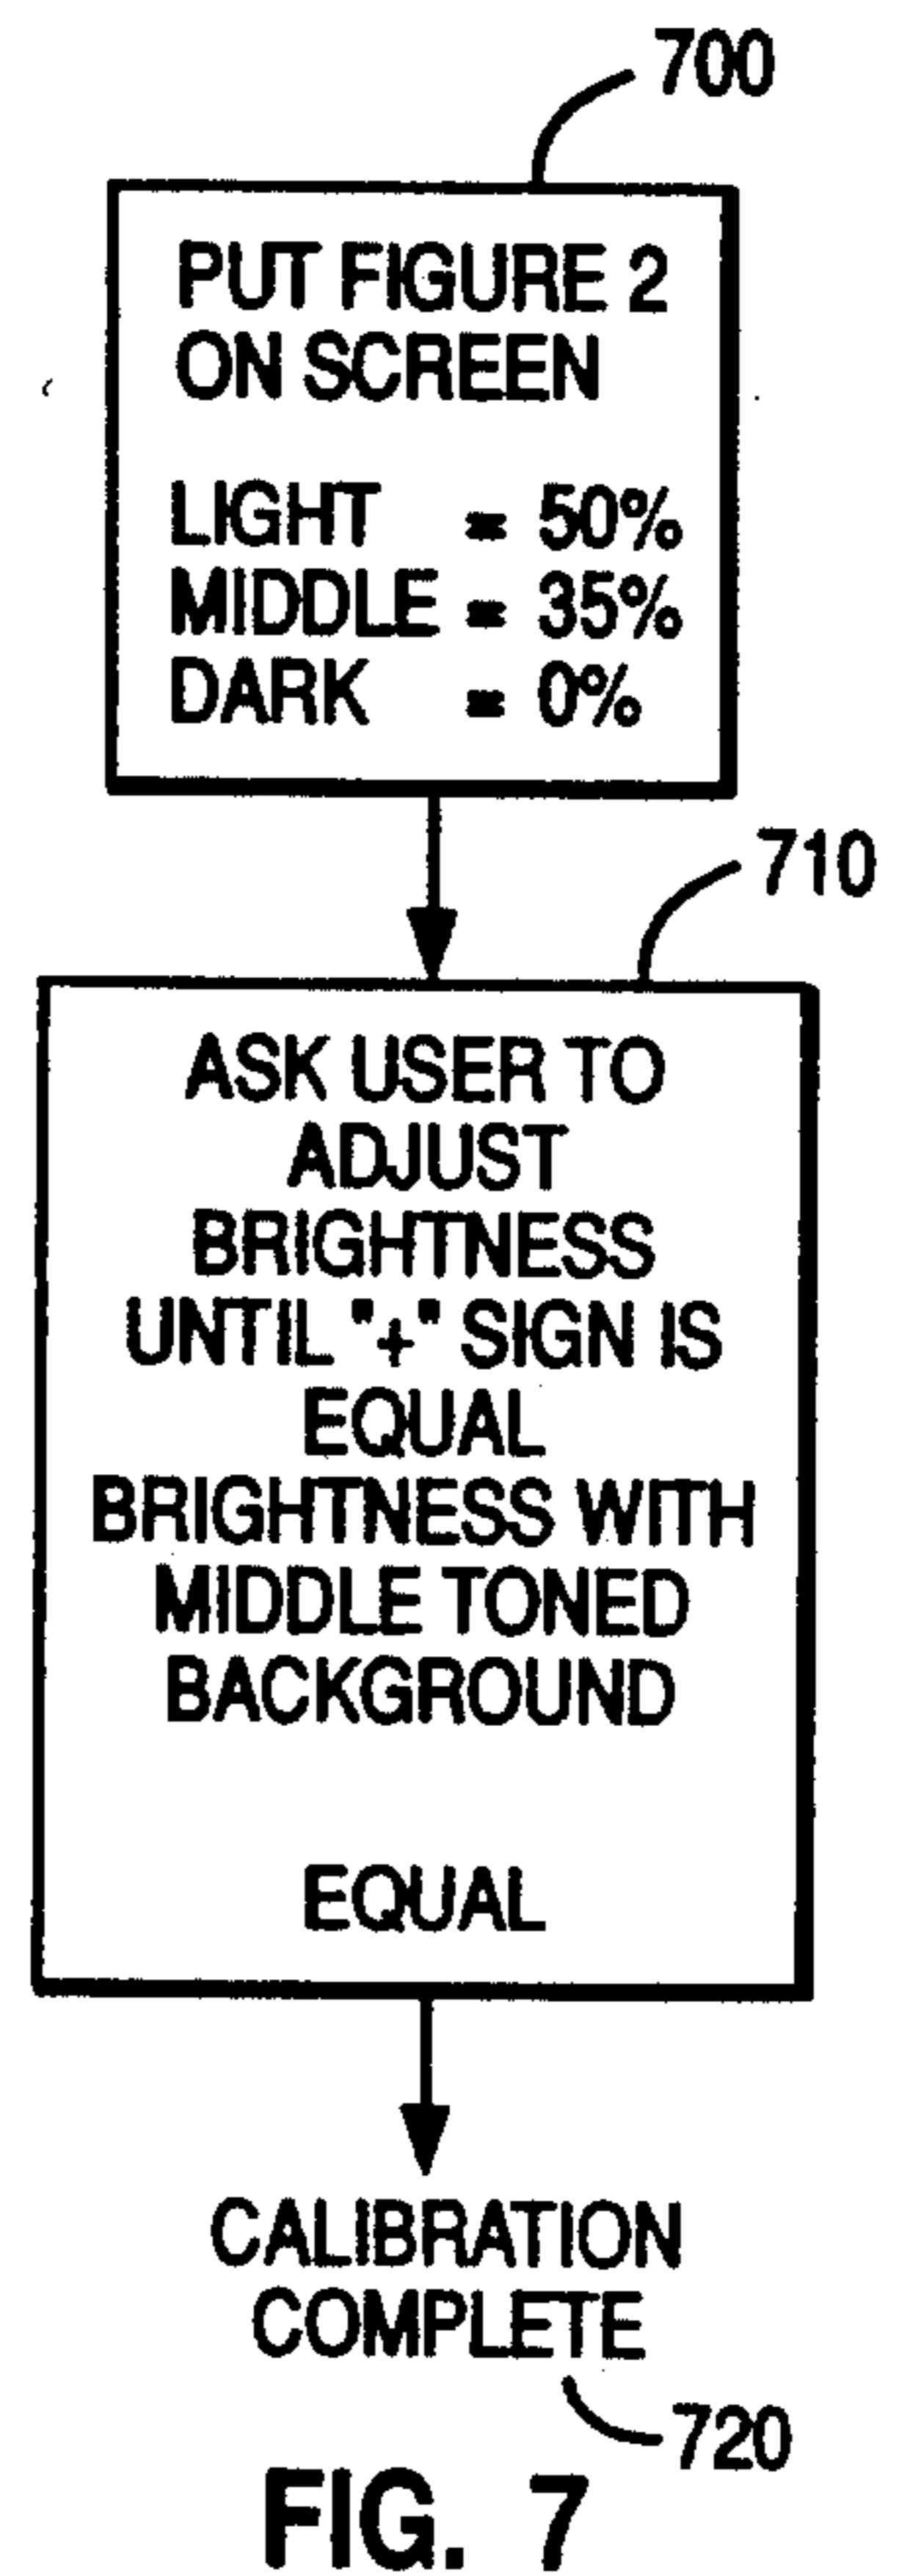 700
PUT FIGURE 2
ON SCREEN
LIGHT = 50%
MIDDLE = 35%
DARK = 0%
710
ASK USER TO
ADJUST
BRIGHTNESS
UNTIL "+" SIGN IS
EQUAL
BRIGHTNESS WITH
MIDDLE TONED
BACKGROUND
EQUAL
CALIBRATION
COMPLETE
720
FIG. 7